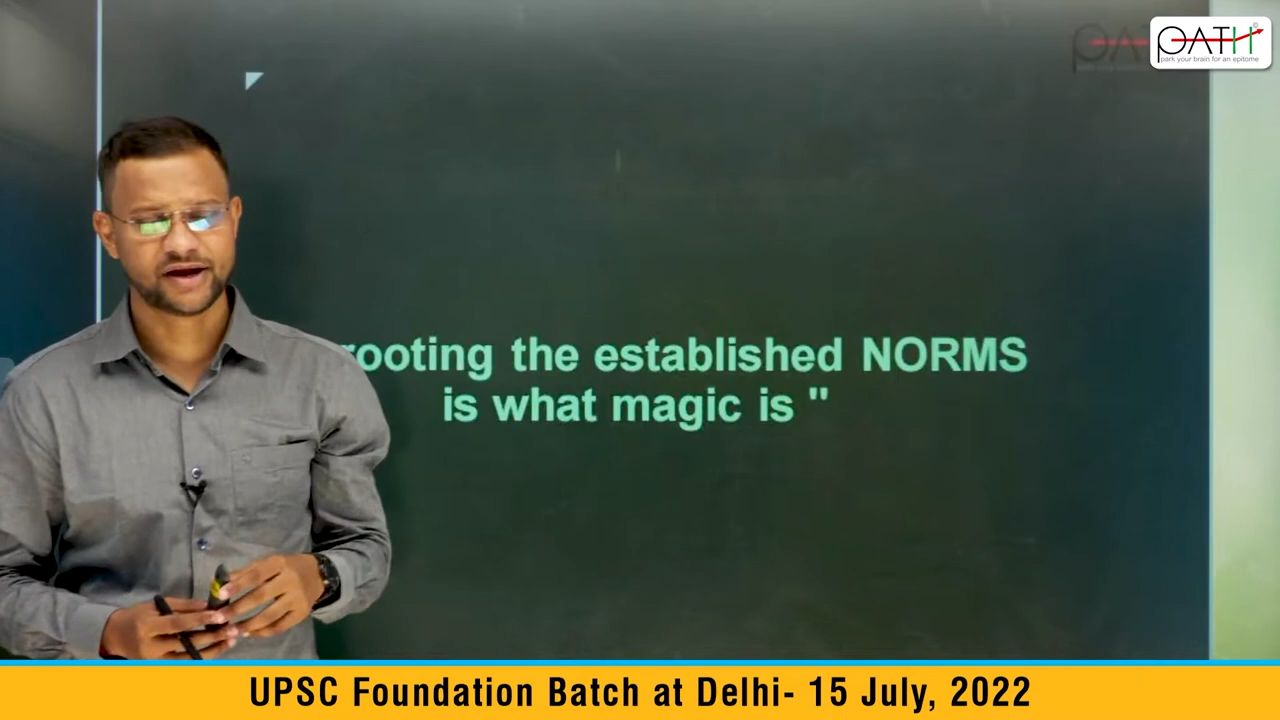 PATH
park your brain for an epitome
rooting the established NORMS
is what magic is "
UPSC Foundation Batch at Delhi- 15 July, 2022